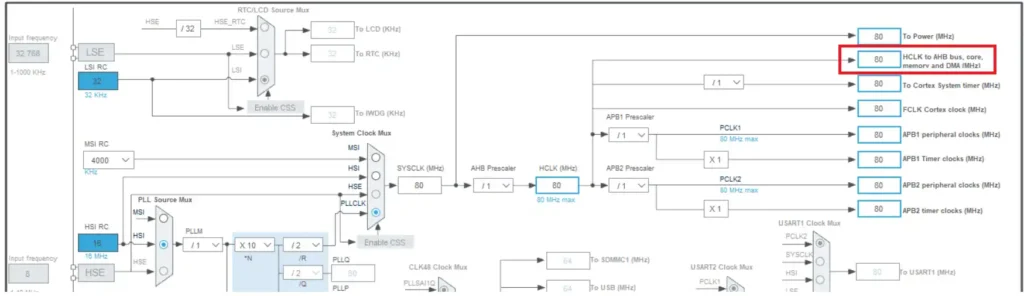 RTC/LCD Source Mux
HSE
/ 32
HSE_RTC
32
To LCD (KHz)
80
To Power (MHz)
Input frequency
32.768
1-1000 KHz
LSE
LSE
32
To RTC (KHz)
80
HCLK to AHB bus, core,
memory and DMA (MHz)
LSI RC
32
32 KHz
LSI
Enable CSS
32
To IWDG (KHz)
/ 1
80
To Cortex System timer (MHz)
80
FCLK Cortex clock (MHz)
System Clock Mux
APB1 Prescaler
/ 1
PCLK1
80 MHz max
80
APB1 peripheral clocks (MHz)
X 1
80
APB1 Timer clocks (MHz)
MSI RC
4000
KHz
MSI
HSI
HSE
PLLCLK
Enable CSS
SYSCLK (MHz)
80
AHB Prescaler
/ 1
HCLK (MHz)
80
80 MHz max
APB2 Prescaler
/ 1
PCLK2
80 MHz max
80
APB2 peripheral clocks (MHz)
X 1
80
APB2 timer clocks (MHz)
PLL Source Mux
MSI
HSI
HSE
HSI RC
16
16 MHz
PLLM
/ 1
X 10
*N
/ 2
/R
/ 2
/Q
PLLQ
80
PLLP
Input frequency
8
HSE
CLK48 Clock Mux
PLLSAI1Q
64
To SDMMC1 (MHz)
64
To USB (MHz)
USART2 Clock Mux
PCLK1
USART1 Clock Mux
PCLK2
SYSCLK
HSI
LSE
80
To USART1 (MHz)